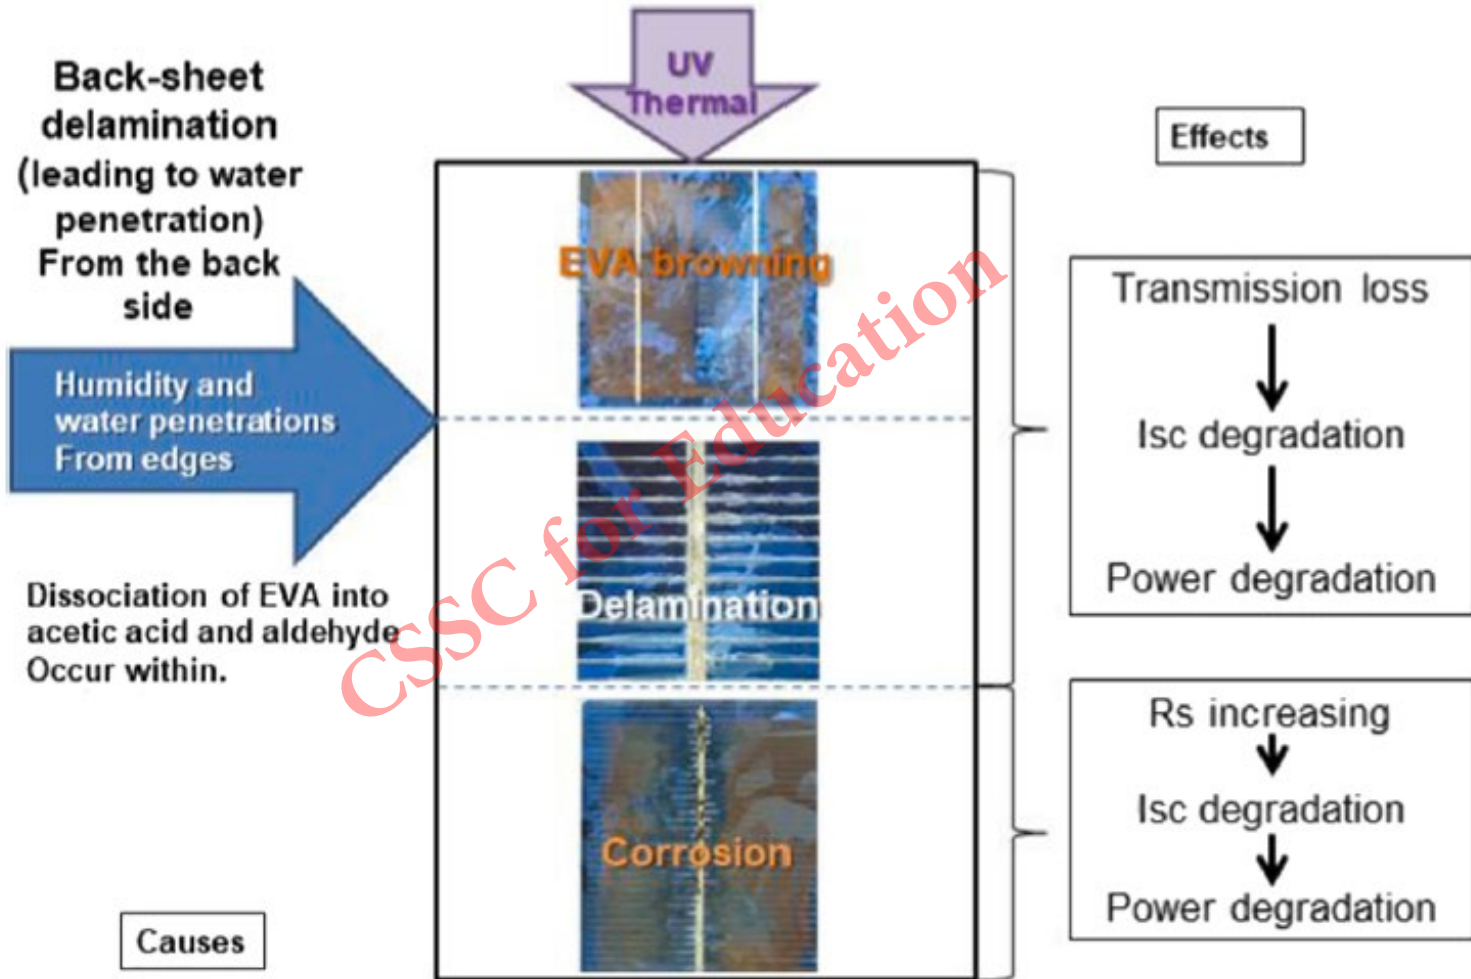 Back-sheet
delamination
(leading to water
penetration)
From the back
side
Humidity and
water penetrations
From edges
Dissociation of EVA into
acetic acid and aldehyde
Occur within.
Causes
UV
Thermal
EVA browning
Delamination
Corrosion
CSSC for Education
Effects
Transmission loss
Isc degradation
Power degradation
Rs increasing
Isc degradation
Power degradation